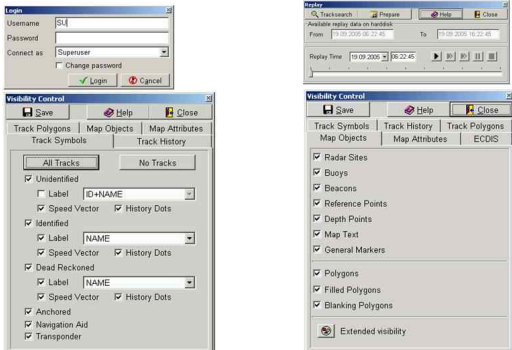 Login
Username SU
Password
Connect as Superuser
Change password
Login Cancel
Visibility Control
Save Help Close
Track Polygons Map Objects Map Attributes
Track Symbols Track History
All Tracks No Tracks
Unidentified
Label ID+NAME
Speed Vector History Dots
Identified
Label NAME
Speed Vector History Dots
Dead Reckoned
Label NAME
Speed Vector History Dots
Anchored
Navigation Aid
Transponder
Replay
Tracksearch Prepare Help Close
Available replay data on harddisk
From 19.09.2005 06:22:45 To 19.09.2005 16:22:45
Replay Time 19.09.2005 06:22:45
Visibility Control
Save Help Close
Track Symbols Track History Track Polygons
Map Objects Map Attributes ECDIS
Radar Sites
Buoys
Beacons
Reference Points
Depth Points
Map Text
General Markers
Polygons
Filled Polygons
Blanking Polygons
Extended visibility